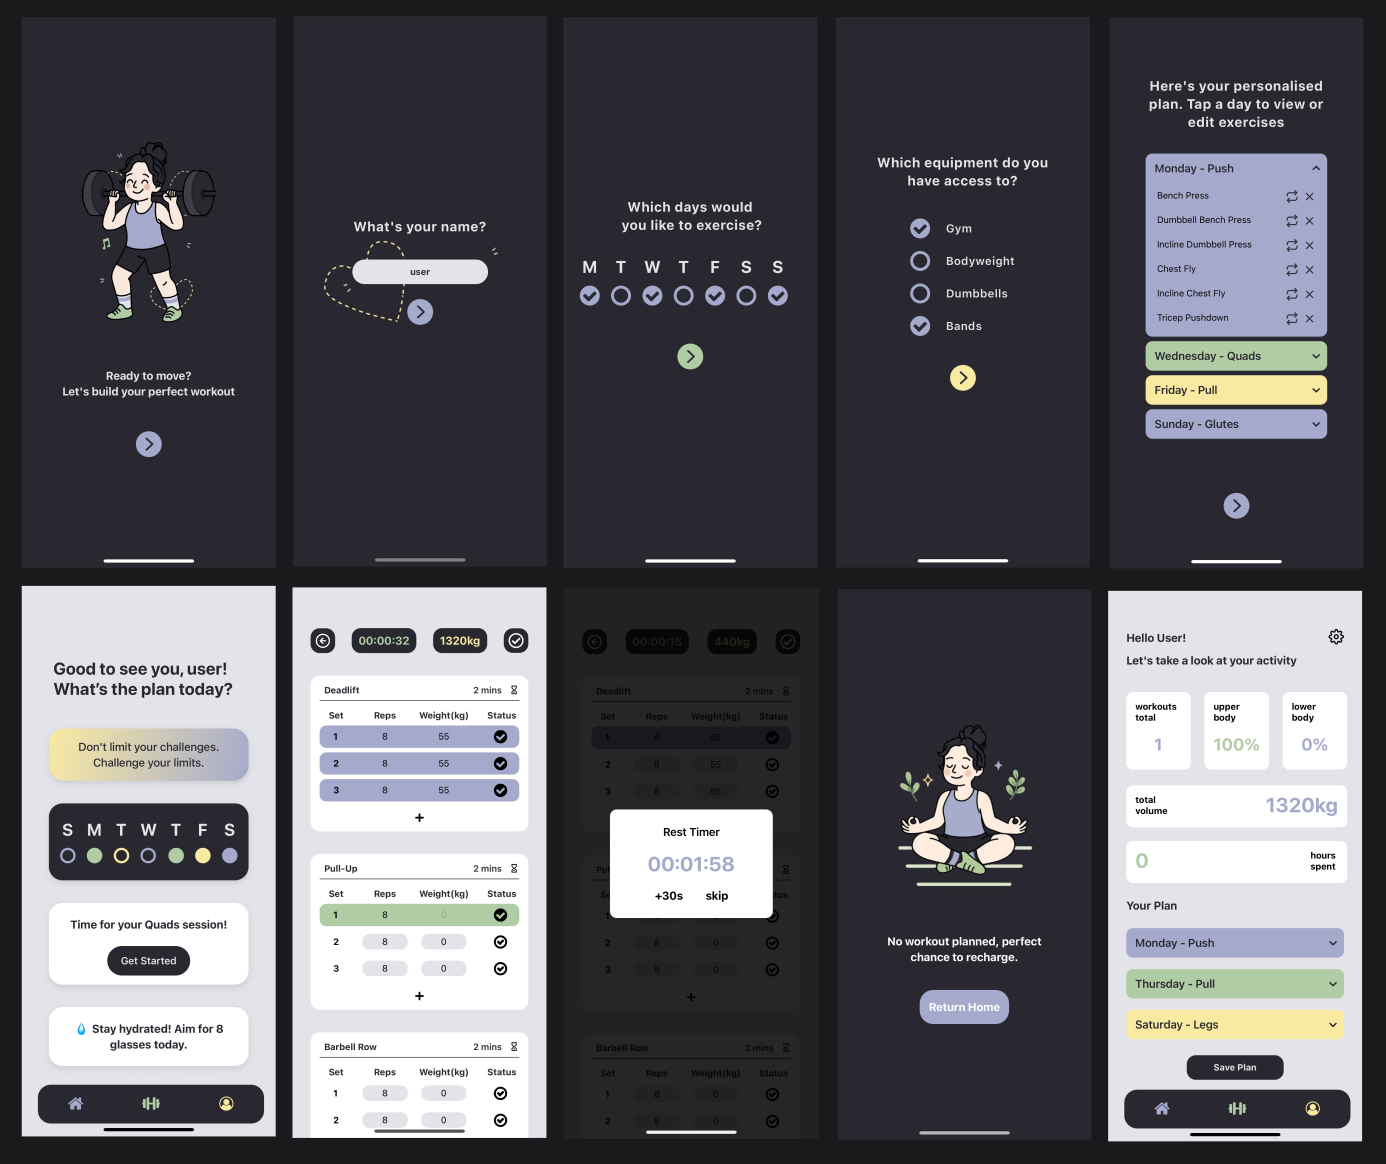 Ready to move?
Let's build your perfect workout
What's your name?
user
Which days would
you like to exercise?
M T W T F S S
Which equipment do you
have access to?
Gym
Bodyweight
Dumbbells
Bands
Here's your personalised
plan. Tap a day to view or
edit exercises
Monday - Push
Bench Press
Dumbbell Bench Press
Incline Dumbbell Press
Chest Fly
Incline Chest Fly
Tricep Pushdown
Wednesday - Quads
Friday - Pull
Sunday - Glutes
Good to see you, user!
What's the plan today?
Don't limit your challenges.
Challenge your limits.
S M T W T F S
Time for your Quads session!
Get Started
💧 Stay hydrated! Aim for 8
glasses today.
00:00:32 1320kg
Deadlift 2 mins
Set Reps Weight(kg) Status
1 8 55
2 8 55
3 8 55
+
Pull-Up 2 mins
Set Reps Weight(kg) Status
1 8 0
2 8 0
3 8 0
+
Barbell Row 2 mins
Set Reps Weight(kg) Status
1 8 0
2 8 0
00:00:15 440kg
Deadlift 2 mins
Set Reps Weight(kg) Status
1 8 55
2 8 55
3 8 55
Rest Timer
00:01:58
+30s skip
2 8 0
3 8 0
+
Barbell Row 2 mins
Set Reps Weight(kg) Status
1 8 0
2 8 0
No workout planned, perfect
chance to recharge.
Return Home
Hello User!
Let's take a look at your activity
workouts
total
1
upper
body
100%
lower
body
0%
total
volume
1320kg
0
hours
spent
Your Plan
Monday - Push
Thursday - Pull
Saturday - Legs
Save Plan